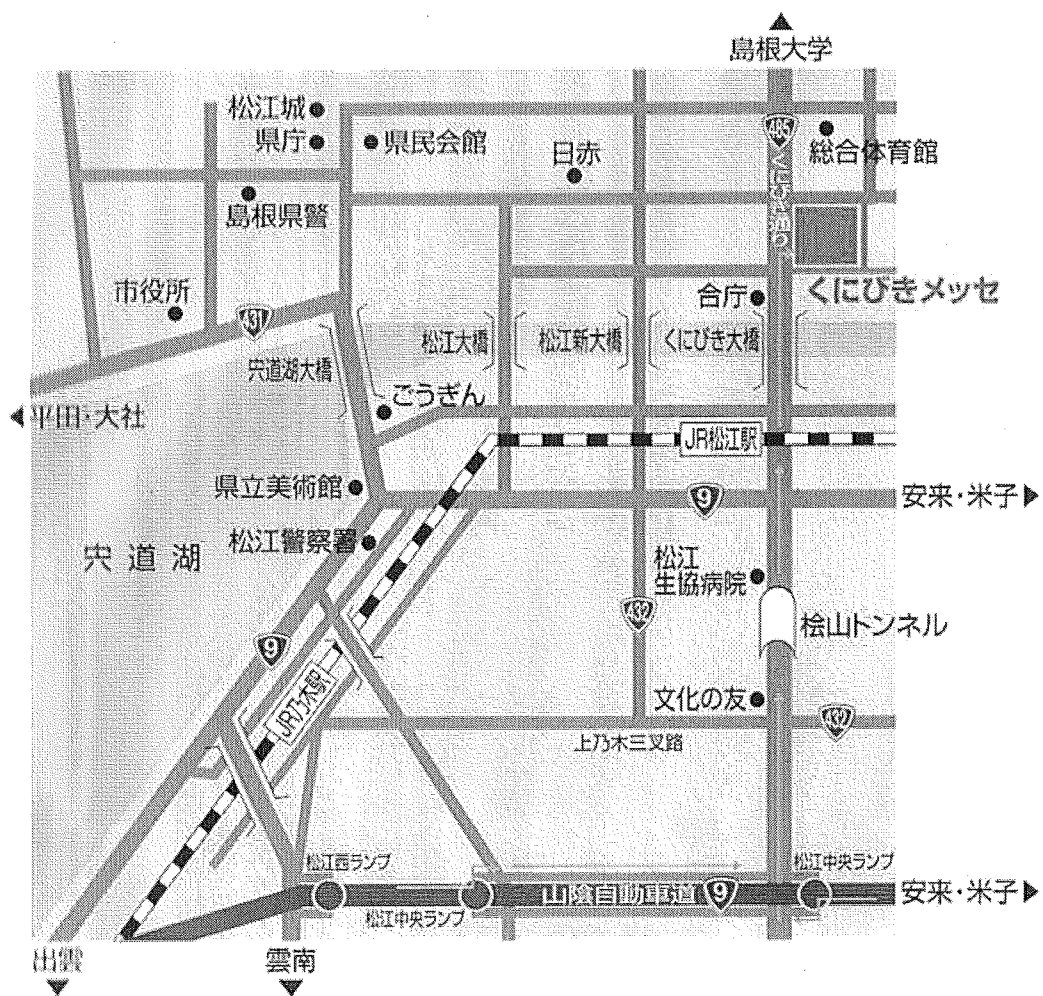 島根大学
松江城
県庁
県民会館
日赤
485
総合体育館
くにびき通り
島根県警
市役所
431
合庁
くにびきメッセ
宍道湖大橋
松江大橋
松江新大橋
くにびき大橋
平田・大社
ごうぎん
JR松江駅
県立美術館
9
安来・米子
松江警察署
宍道湖
松江
生協病院
432
桧山トンネル
9
JR乃木駅
文化の友
432
上乃木三叉路
松江西ランプ
松江中央ランプ
山陰自動車道
9
安来・米子
松江中央ランプ
出雲
雲南